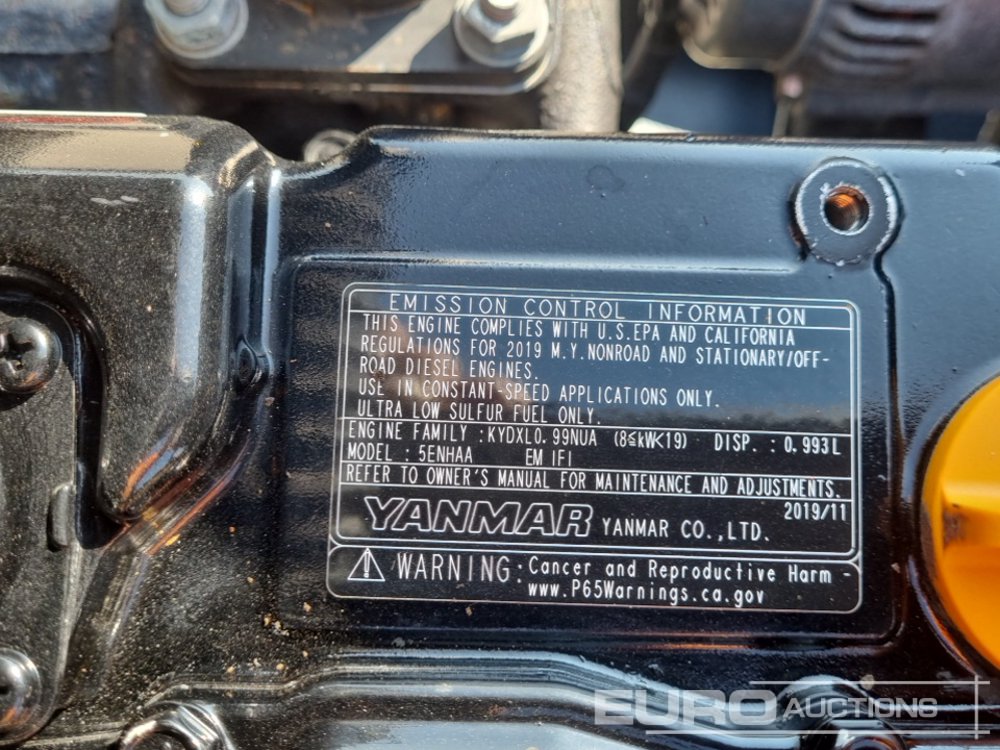 EMISSION CONTROL INFORMATION
THIS ENGINE COMPLIES WITH U.S.EPA AND CALIFORNIA
REGULATIONS FOR 2019 M.Y.NONROAD AND STATIONARY/OFF-
ROAD DIESEL ENGINES.
USE IN CONSTANT-SPEED APPLICATIONS ONLY.
ULTRA LOW SULFUR FUEL ONLY.
ENGINE FAMILY :KYDXL0.99NUA (8≦kW<19) DISP. : 0.993L
MODEL : 5ENHAA EM IFI
REFER TO OWNER'S MANUAL FOR MAINTENANCE AND ADJUSTMENTS.
2019/11
YANMAR YANMAR CO.,LTD.
WARNING: Cancer and Reproductive Harm -
www.P65Warnings.ca.gov
EURO AUCTIONS